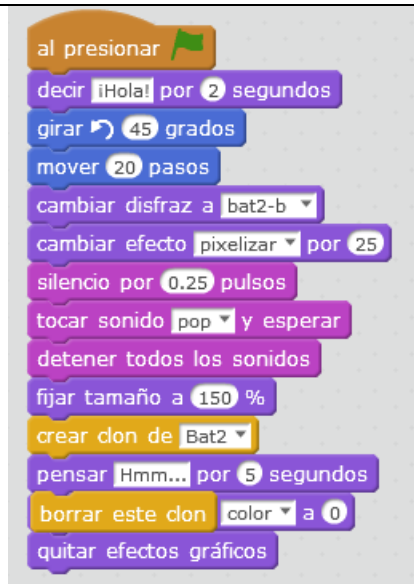 al presionar
decir ¡Hola! por 2 segundos
girar 45 grados
mover 20 pasos
cambiar disfraz a bat2-b
cambiar efecto pixelizar por 25
silencio por 0.25 pulsos
tocar sonido pop y esperar
detener todos los sonidos
fijar tamaño a 150 %
crear clon de Bat2
pensar Hmm... por 5 segundos
borrar este clon color a 0
quitar efectos gráficos